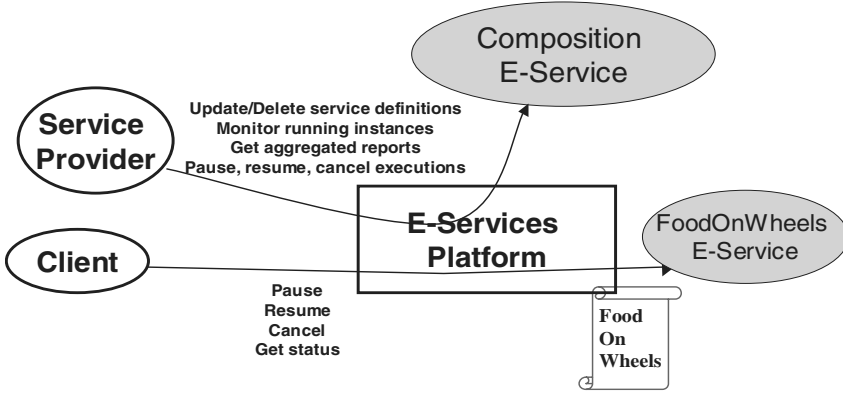 Composition
E-Service
Update/Delete service definitions
Monitor running instances
Get aggregated reports
Pause, resume, cancel executions
Service
Provider
E-Services
Platform
FoodOnWheels
E-Service
Client
Pause
Resume
Cancel
Get status
Food
On
Wheels